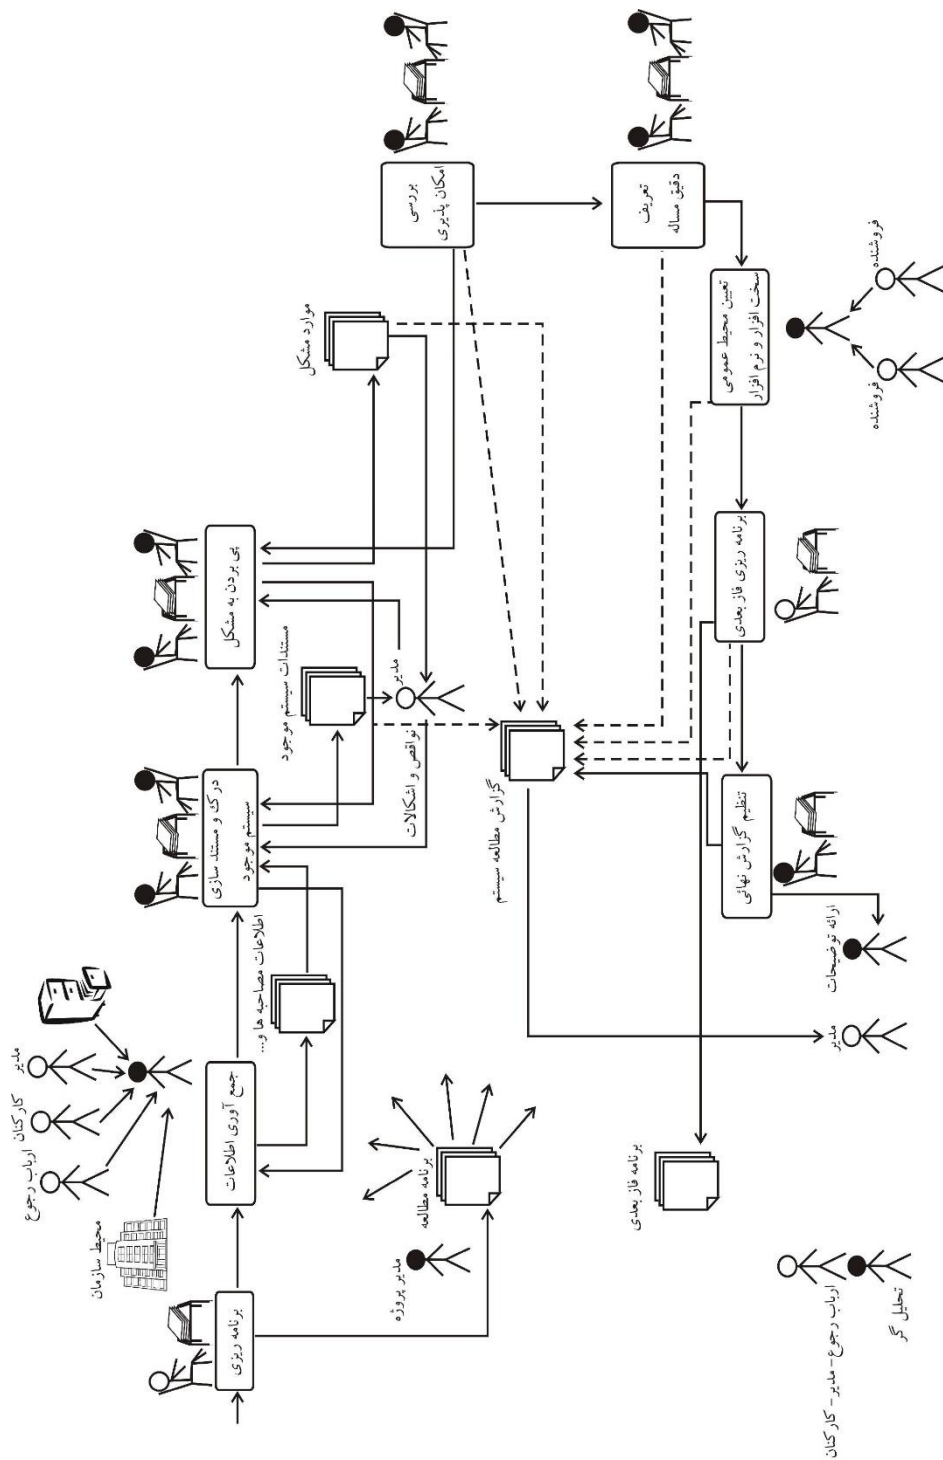 برنامه ریزی
محیط سازمان
ارباب رجوع
کارکنان
مدیر
جمع آوری اطلاعات
اطلاعات مصاحبه ها و...
درک و مستند سازی
سیستم موجود
مستندات سیستم موجود
نواقص و اشکالات
مدیر
پی بردن به مشکل
موارد مشکل
بررسی
امکان پذیری
تعریف
دقیق مساله
تعیین محیط عمومی
سخت افزار و نرم افزار
فروشنده
فروشنده
برنامه ریزی فاز بعدی
تنظیم گزارش نهائی
ارائه توضیحات
گزارش مطالعه سیستم
مدیر
برنامه مطالعه
مدیر پروژه
برنامه فاز بعدی
ارباب رجوع - مدیر - کارکنان
تحلیل گر